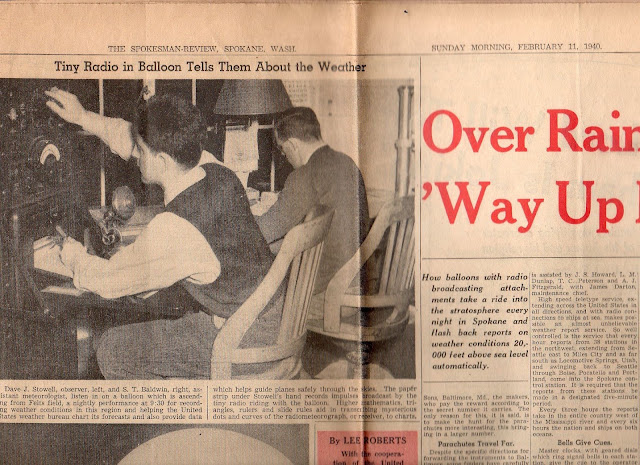 THE SPOKESMAN-REVIEW, SPOKANE, WASH.
SUNDAY MORNING, FEBRUARY 11, 1940.
Tiny Radio in Balloon Tells Them About the Weather
Over Rain
'Way Up
Dave J. Stowell, observer, left, and S. T. Baldwin, right, as-
sistant meteorologist, listen in on a balloon which is ascend-
ing from Felts field, a nightly performance at 9:30 for record-
ing weather conditions in this region and helping the United
States weather bureau chart its forecasts and also provide data
which helps guide planes safely through the skies. The paper
strip under Stowell's hand records impulses broadcast by the
tiny radio riding with the balloon. Higher mathematics, tri-
angles, rulers and slide rules aid in transcribing mysterious
dots and curves of the radiometeorograph, or receiver, to charts.
How balloons with radio
broadcasting attach-
ments take a ride into
the stratosphere every
night in Spokane and
flash back reports on
weather conditions 20,-
000 feet above sea level
automatically.
Sons, Baltimore, Md., the makers,
who pay the reward according to
the secret number it carries. The
only reason for this, it is said, is
to make the hunt for the para-
chutes more interesting, this bring-
ing in a larger number.
Parachutes Travel Far.
Despite the specific directions for
forwarding the instruments to Bal-
is assisted by J. S. Howard, L. M.
Dunlap, T. C. Peterson and A. J.
Fitzgerald, with James Darton,
maintenance chief.
High speed teletype service, ex-
tending across the United States in
all directions, and with radio con-
nections to ships at sea, makes pos-
sible an almost unbelievable
weather report service. So well
controlled is the service that every
hour reports from 38 stations in
the northwest, extending from Se-
attle east to Miles City and as far
south as Locomotive Springs, Utah,
and swinging back to Seattle
through Boise, Pocatello and Port-
land, come into the Spokane con-
trol station. It is required that the
data from these stations be
made in a designated five-minute
period.
Every three hours the reports
take in the entire country west of
the Mississippi river and every six
hours the nation and ships on both
oceans.
Bells Give Cues.
Master clocks, with geared discs
which ring signal bells in each sta-
By LEE ROBERTS
With the coopera-
tion of the United